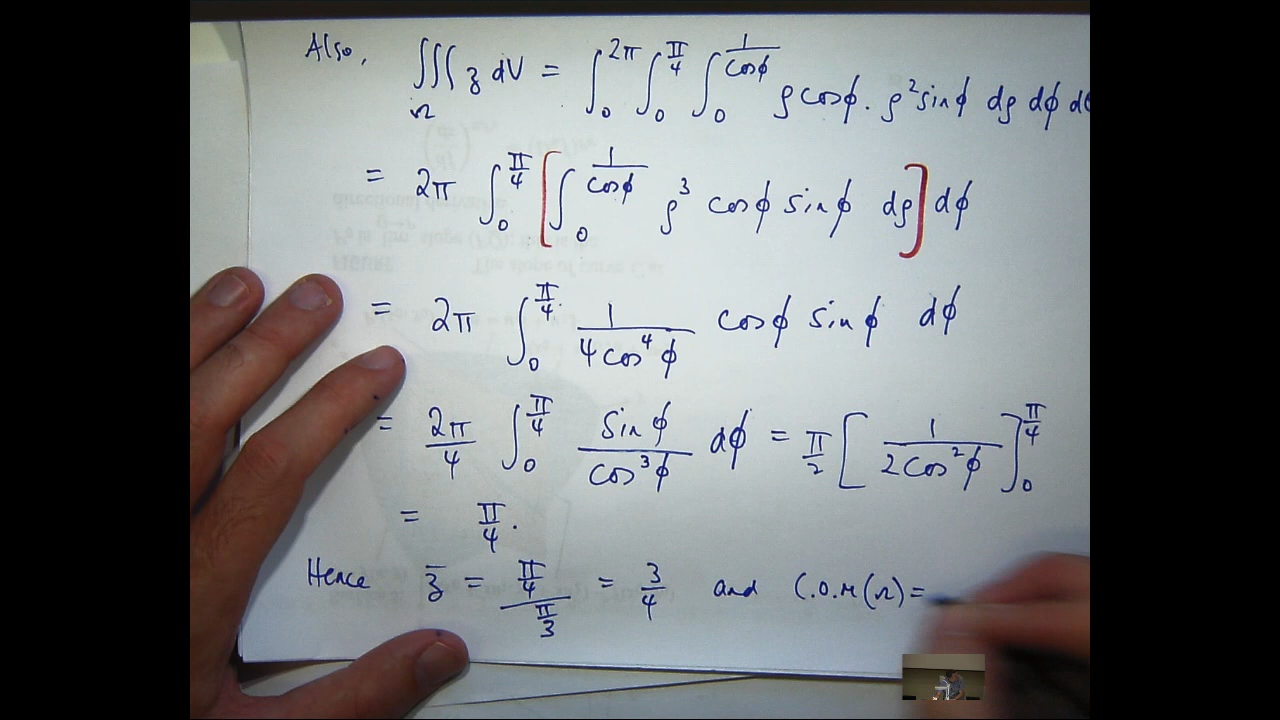 Also, ∭_Ω z dV = ∫_0^{2π} ∫_0^{π/4} ∫_0^{1/cosϕ} ρ cosϕ · ρ² sinϕ dρ dϕ dθ
= 2π ∫_0^{π/4} [ ∫_0^{1/cosϕ} ρ³ cosϕ sinϕ dρ ] dϕ
= 2π ∫_0^{π/4} 1/(4cos⁴ϕ) cosϕ sinϕ dϕ
= 2π/4 ∫_0^{π/4} sinϕ/cos³ϕ dϕ = π/2 [ 1/(2cos²ϕ) ]_0^{π/4}
= π/4.
Hence z̄ = (π/4)/(π/3) = 3/4 and C.O.M(Ω)=